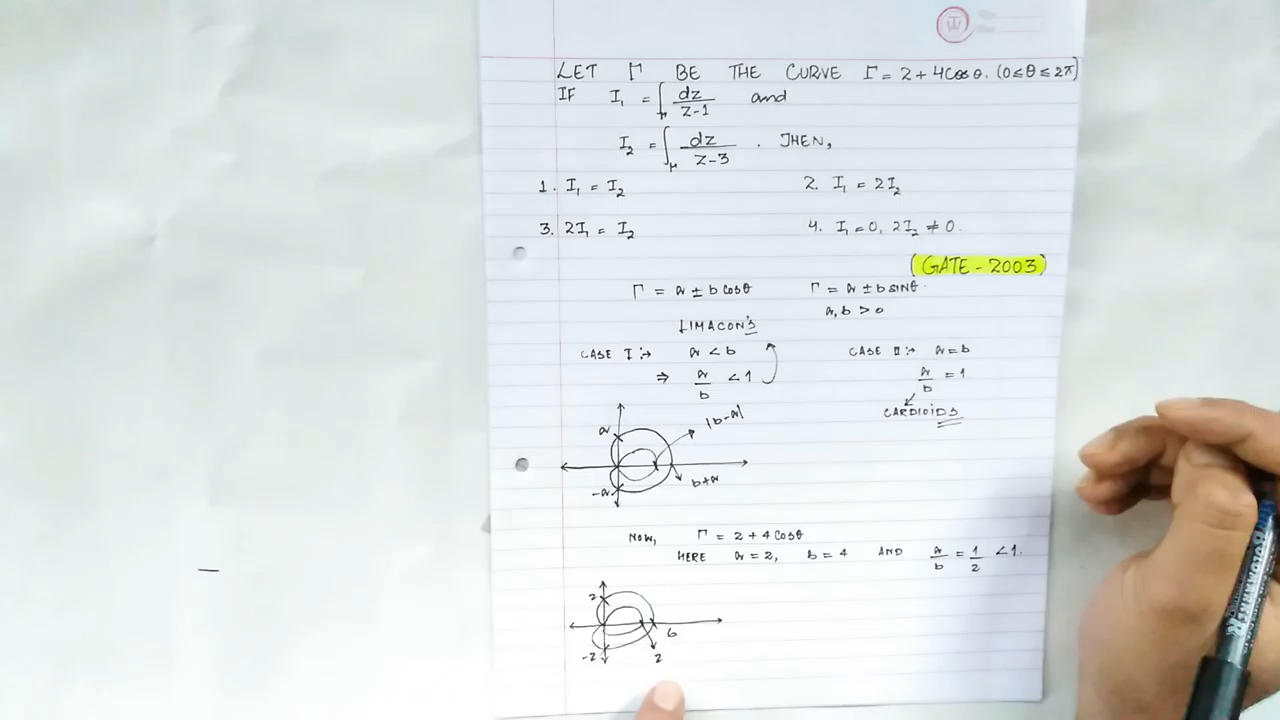 LET Γ BE THE CURVE Γ = 2 + 4Cos θ. (0 ≤ θ ≤ 2π)
IF I₁ = ∫_Γ dz/(z-1) and
I₂ = ∫_Γ dz/(z-3) . THEN,
1. I₁ = I₂ 2. I₁ = 2I₂
3. 2I₁ = I₂ 4. I₁ = 0, 2I₂ ≠ 0.
(GATE - 2003)
Γ = a ± b cosθ Γ = a ± b sinθ.
a, b > 0
LIMACON'S
CASE I :→ a < b CASE II :→ a = b
⇒ a/b < 1 a/b = 1
CARDIOIDS
a |b-a|
-a b+a
NOW, Γ = 2 + 4 Cosθ
HERE a = 2, b = 4 AND a/b = 1/2 < 1.
2
6
-2 2